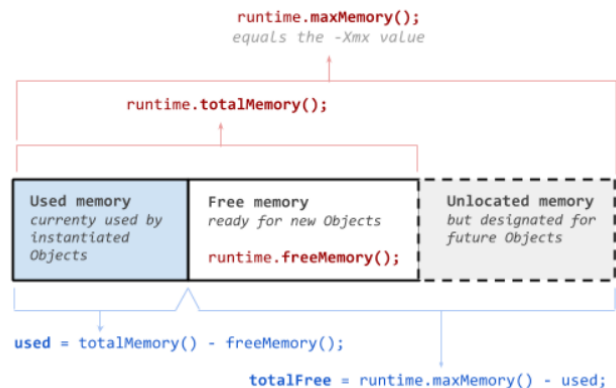 runtime.maxMemory();
equals the -Xmx value
runtime.totalMemory();
Used memory
currenty used by
instantiated
Objects
Free memory
ready for new Objects
runtime.freeMemory();
Unlocated memory
but designated for
future Objects
used = totalMemory() - freeMemory();
totalFree = runtime.maxMemory() - used;